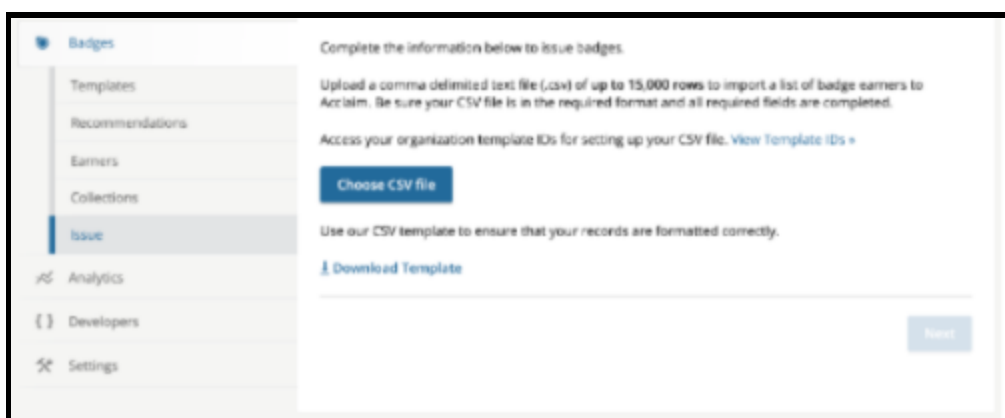 Badges
Templates
Recommendations
Earners
Collections
Issue
Analytics
Developers
Settings
Complete the information below to issue badges.
Upload a comma delimited text file (.csv) of up to 15,000 rows to import a list of badge earners to
Acclaim. Be sure your CSV file is in the required format and all required fields are completed.
Access your organization template IDs for setting up your CSV file. View Template IDs »
Choose CSV file
Use our CSV template to ensure that your records are formatted correctly.
Download Template
Next